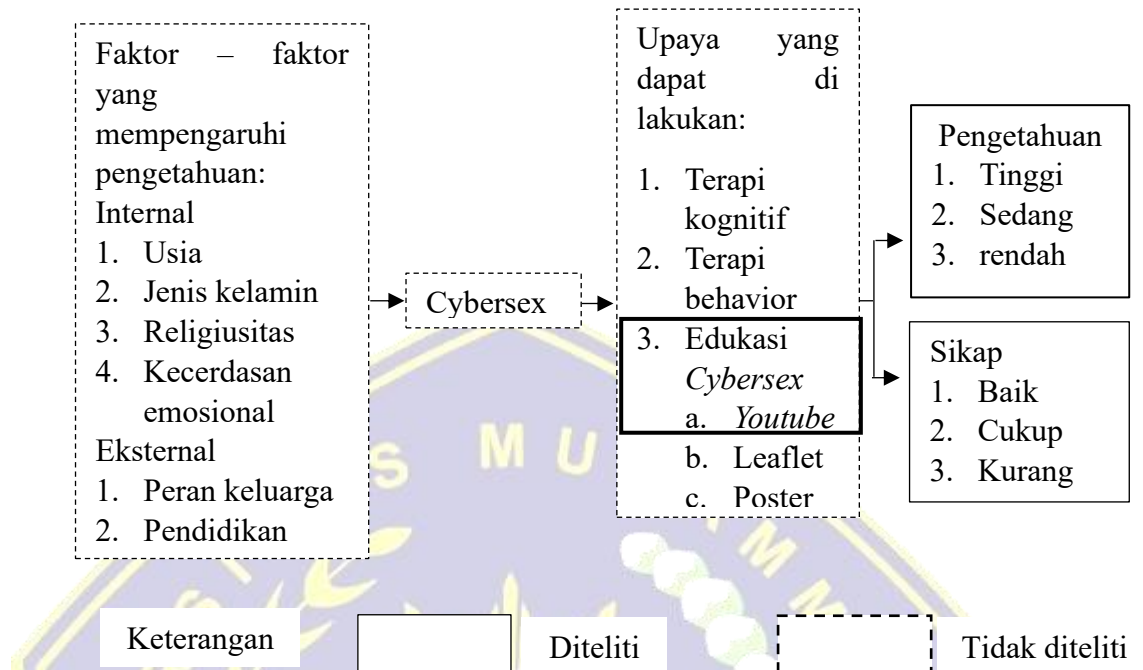 Faktor – faktor
yang
mempengaruhi
pengetahuan:
Internal
1. Usia
2. Jenis kelamin
3. Religiusitas
4. Kecerdasan
emosional
Eksternal
1. Peran keluarga
2. Pendidikan
Cybersex
Upaya yang
dapat di
lakukan:
1. Terapi
kognitif
2. Terapi
behavior
3. Edukasi
Cybersex
a. Youtube
b. Leaflet
c. Poster
Pengetahuan
1. Tinggi
2. Sedang
3. rendah
Sikap
1. Baik
2. Cukup
3. Kurang
S MU
Keterangan
Diteliti
Tidak diteliti